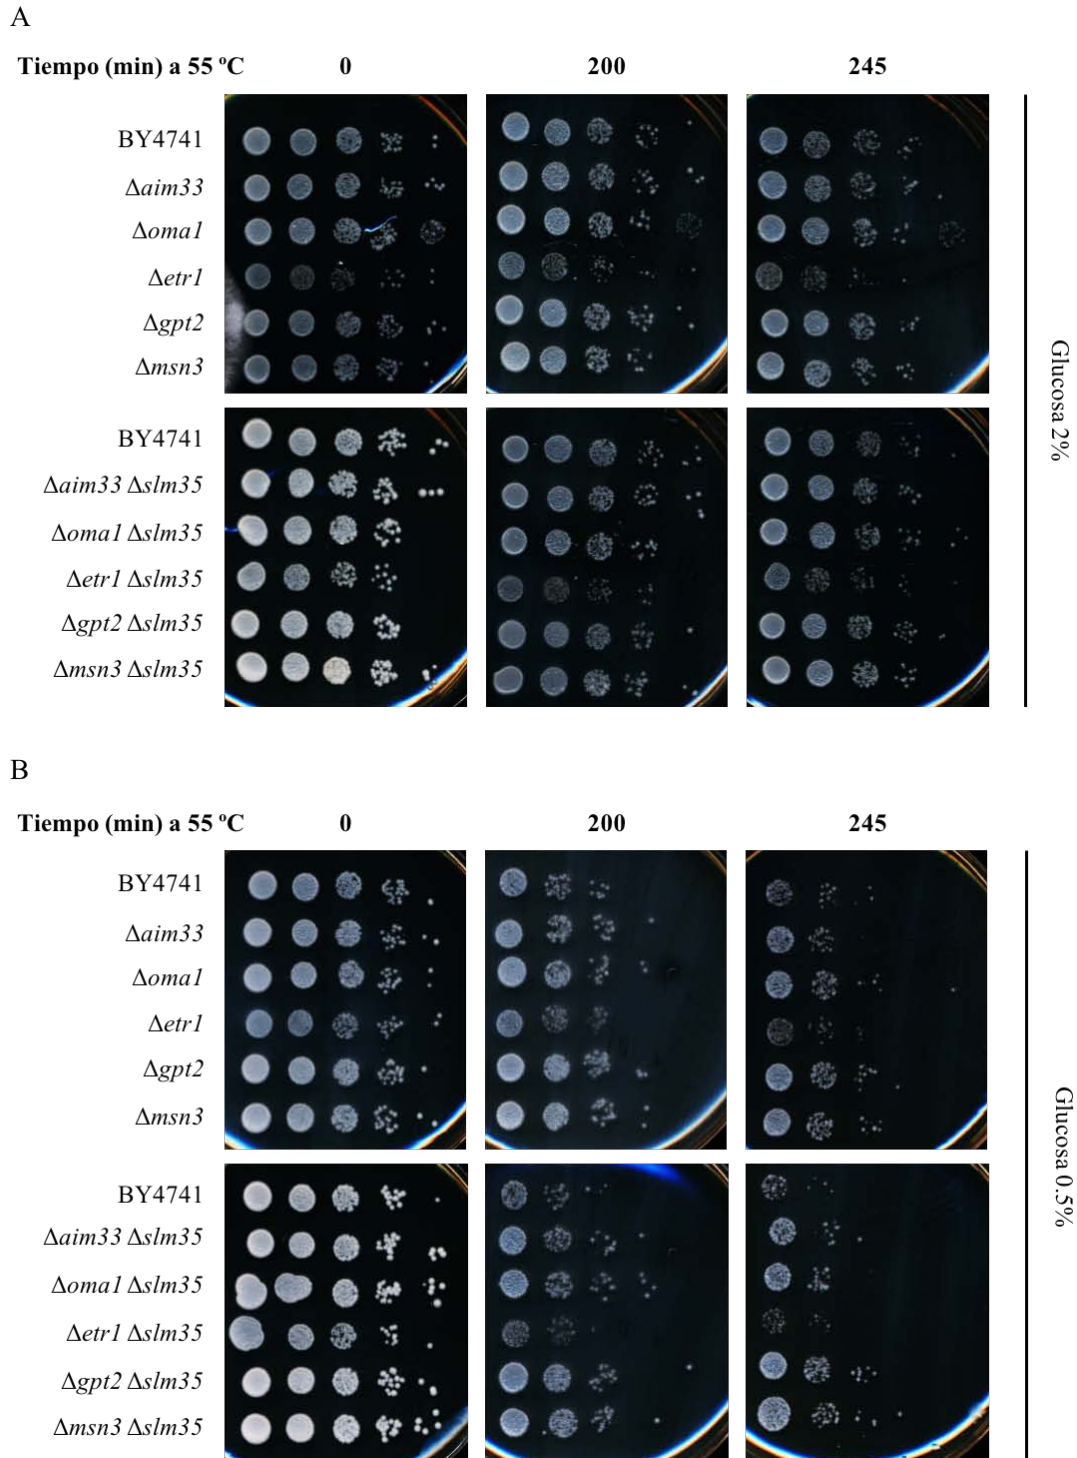 A
Tiempo (min) a 55 ºC 0 200 245
BY4741
Δaim33
Δoma1
Δetr1
Δgpt2
Δmsn3
BY4741
Δaim33 Δslm35
Δoma1 Δslm35
Δetr1 Δslm35
Δgpt2 Δslm35
Δmsn3 Δslm35
Glucosa 2%
B
Tiempo (min) a 55 ºC 0 200 245
BY4741
Δaim33
Δoma1
Δetr1
Δgpt2
Δmsn3
BY4741
Δaim33 Δslm35
Δoma1 Δslm35
Δetr1 Δslm35
Δgpt2 Δslm35
Δmsn3 Δslm35
Glucosa 0.5%